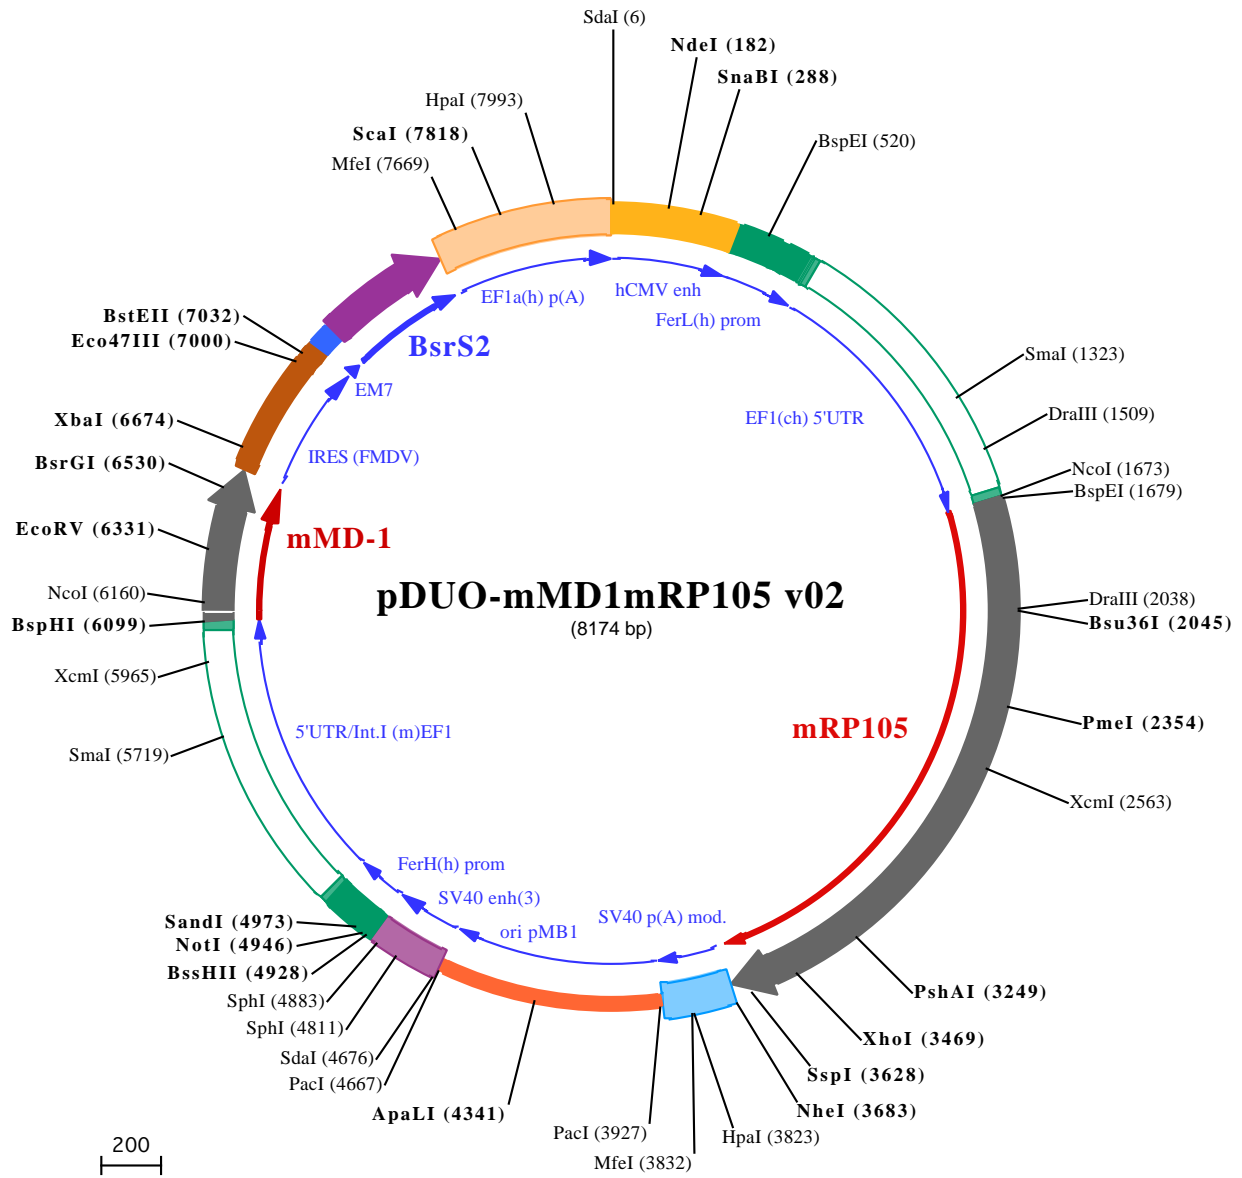 SdaI (6)
NdeI (182)
SnaBI (288)
HpaI (7993)
ScaI (7818)
MfeI (7669)
BspEI (520)
EF1a(h) p(A)
hCMV enh
FerL(h) prom
BstEII (7032)
Eco47III (7000)
BsrS2
EM7
SmaI (1323)
XbaI (6674)
DraIII (1509)
EF1(ch) 5'UTR
BsrGI (6530)
IRES (FMDV)
NcoI (1673)
BspEI (1679)
EcoRV (6331)
mMD-1
NcoI (6160)
BspHI (6099)
pDUO-mMD1mRP105 v02
(8174 bp)
DraIII (2038)
Bsu36I (2045)
XcmI (5965)
5'UTR/Int.I (m)EF1
mRP105
PmeI (2354)
SmaI (5719)
XcmI (2563)
FerH(h) prom
SV40 enh(3)
SV40 p(A) mod.
ori pMB1
SandI (4973)
NotI (4946)
BssHII (4928)
SphI (4883)
SphI (4811)
SdaI (4676)
PacI (4667)
ApaLI (4341)
PshAI (3249)
XhoI (3469)
SspI (3628)
NheI (3683)
PacI (3927)
HpaI (3823)
MfeI (3832)
200